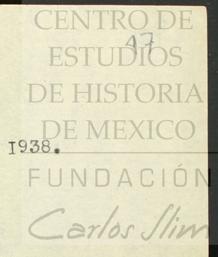 CENTRO DE
47
ESTUDIOS
DE HISTORIA
DE MEXICO
1938.
FUNDACIÓN
Carlos Slim